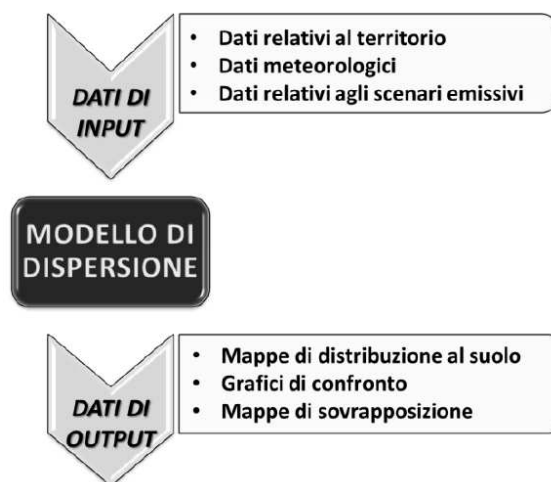 DATI DI
INPUT
• Dati relativi al territorio
• Dati meteorologici
• Dati relativi agli scenari emissivi
MODELLO DI
DISPERSIONE
DATI DI
OUTPUT
• Mappe di distribuzione al suolo
• Grafici di confronto
• Mappe di sovrapposizione